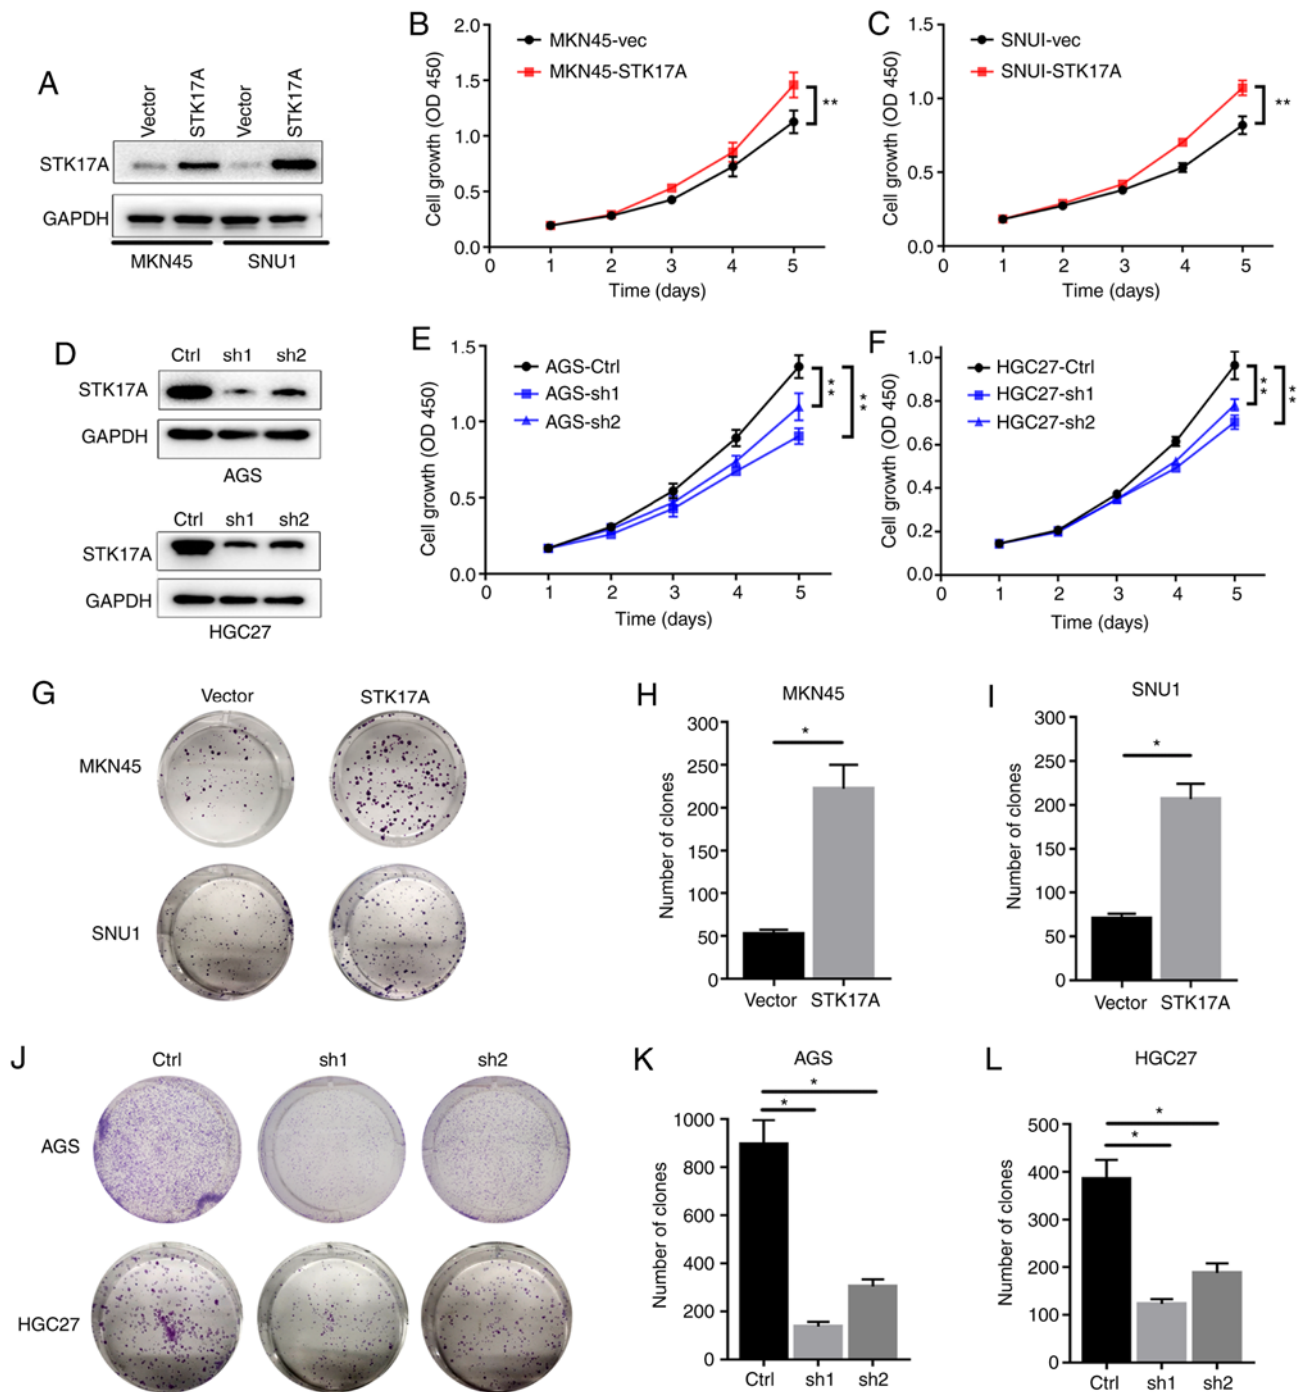 A
Vector
STK17A
Vector
STK17A
STK17A
GAPDH
MKN45 SNU1
B
MKN45-vec
MKN45-STK17A
Cell growth (OD 450)
2.0
1.5
1.0
0.5
0.0
**
0 1 2 3 4 5
Time (days)
C
SNUI-vec
SNUI-STK17A
Cell growth (OD 450)
1.5
1.0
0.5
0.0
**
0 1 2 3 4 5
Time (days)
D
Ctrl sh1 sh2
STK17A
GAPDH
AGS
Ctrl sh1 sh2
STK17A
GAPDH
HGC27
E
AGS-Ctrl
AGS-sh1
AGS-sh2
Cell growth (OD 450)
1.5
1.0
0.5
0.0
**
**
0 1 2 3 4 5
Time (days)
F
HGC27-Ctrl
HGC27-sh1
HGC27-sh2
Cell growth (OD 450)
1.0
0.8
0.6
0.4
0.2
0.0
**
**
0 1 2 3 4 5
Time (days)
G
Vector STK17A
MKN45
SNU1
H
MKN45
Number of clones
300
250
200
150
100
50
0
*
Vector STK17A
I
SNU1
Number of clones
300
250
200
150
100
50
0
*
Vector STK17A
J
Ctrl sh1 sh2
AGS
HGC27
K
AGS
Number of clones
1000
800
600
400
200
0
*
*
Ctrl sh1 sh2
L
HGC27
Number of clones
500
400
300
200
100
0
*
*
Ctrl sh1 sh2